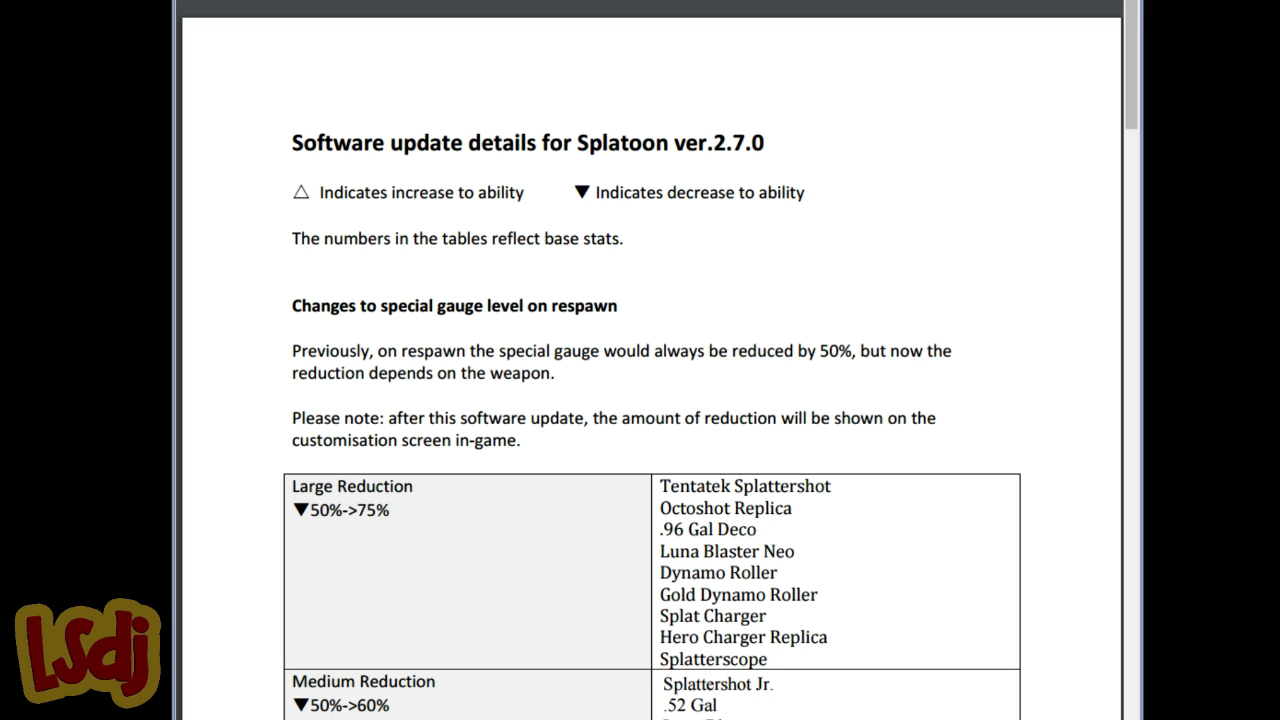 Software update details for Splatoon ver.2.7.0
△ Indicates increase to ability ▼ Indicates decrease to ability
The numbers in the tables reflect base stats.
Changes to special gauge level on respawn
Previously, on respawn the special gauge would always be reduced by 50%, but now the
reduction depends on the weapon.
Please note: after this software update, the amount of reduction will be shown on the
customisation screen in-game.
Large Reduction
▼50%->75%
Tentatek Splattershot
Octoshot Replica
.96 Gal Deco
Luna Blaster Neo
Dynamo Roller
Gold Dynamo Roller
Splat Charger
Hero Charger Replica
Splatterscope
Medium Reduction
▼50%->60%
Splattershot Jr.
.52 Gal
LSdj